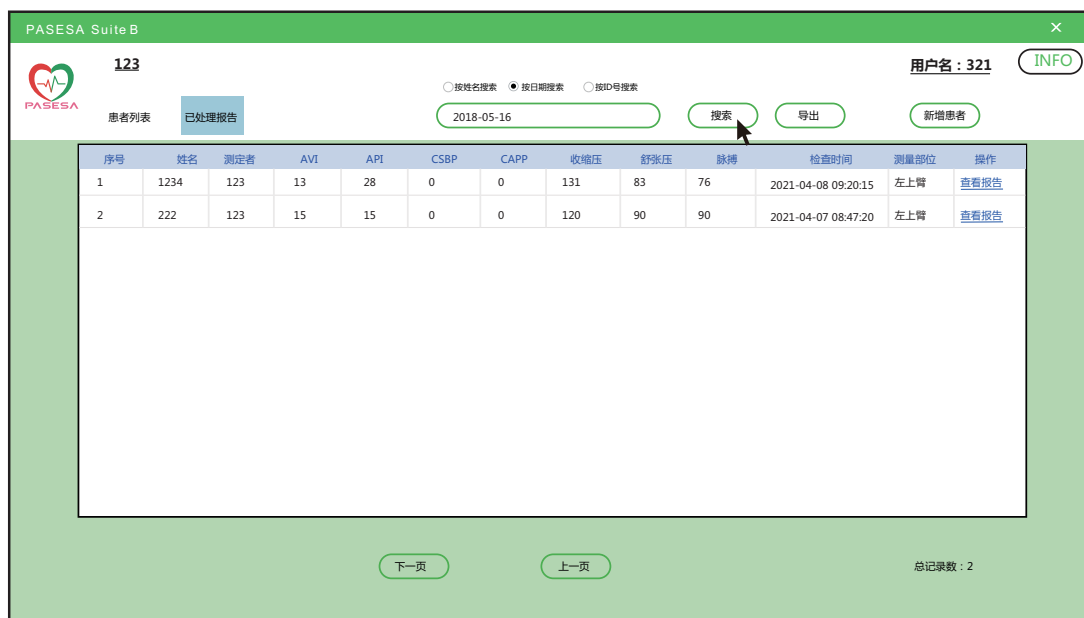 PASESA Suite B
123
用户名：321
INFO
PASESA
按姓名搜索 按日期搜索 按ID号搜索
患者列表 已处理报告 2018-05-16 搜索 导出 新增患者
序号 姓名 测定者 AVI API CSBP CAPP 收缩压 舒张压 脉搏 检查时间 测量部位 操作
1 1234 123 13 28 0 0 131 83 76 2021-04-08 09:20:15 左上臂 查看报告
2 222 123 15 15 0 0 120 90 90 2021-04-07 08:47:20 左上臂 查看报告
下一页 上一页 总记录数：2